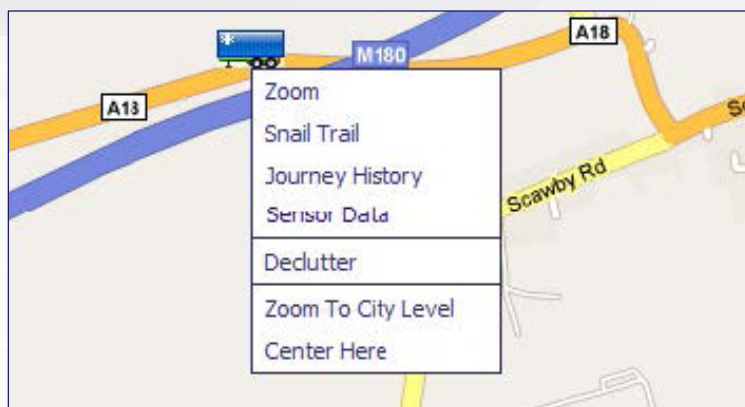 A18
M180
A18
Zoom
Snail Trail
Journey History
Sensor Data
Scawby Rd
Declutter
Zoom To City Level
Center Here